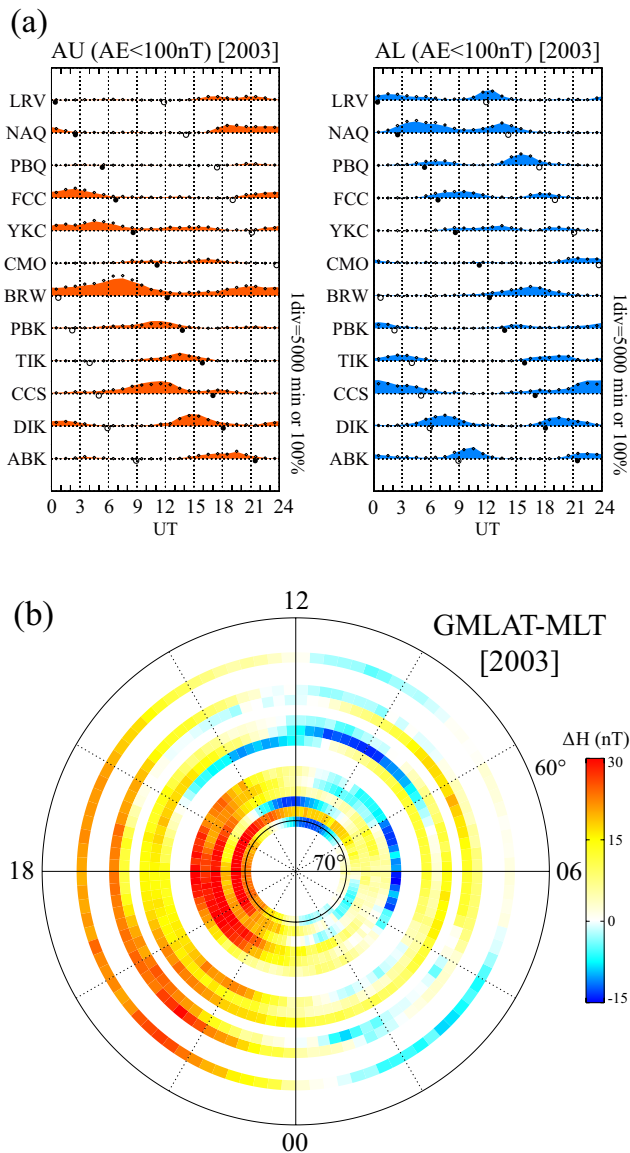 (a)
AU (AE<100nT) [2003]
LRV
NAQ
PBQ
FCC
YKC
CMO
BRW
PBK
TIK
CCS
DIK
ABK
0 3 6 9 12 15 18 21 24
UT
1div=5000 min or 100%
AL (AE<100nT) [2003]
LRV
NAQ
PBQ
FCC
YKC
CMO
BRW
PBK
TIK
CCS
DIK
ABK
0 3 6 9 12 15 18 21 24
UT
1div=5000 min or 100%
(b)
GMLAT-MLT
[2003]
12
18
06
00
60°
70°
ΔH (nT)
30
15
0
-15